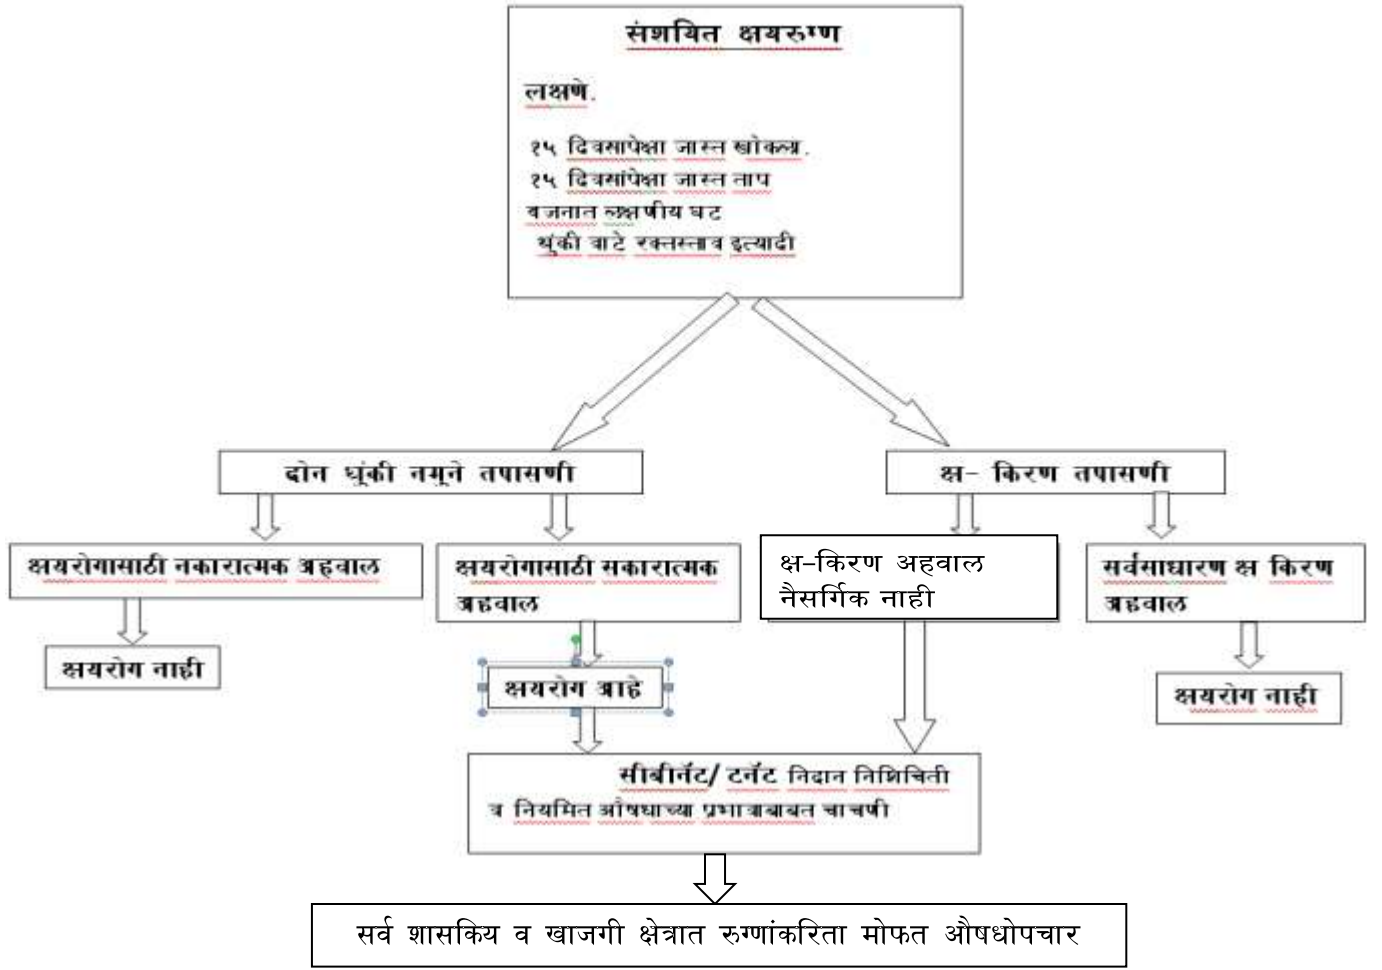 संशयित क्षयरुग्ण
लक्षणे.
१५ दिवसापेक्षा जास्त खोकला.
१५ दिवसांपेक्षा जास्त ताप
वजनात लक्षणीय घट
थुंकी वाटे रक्तस्त्राव इत्यादी
दोन थुंकी नमुने तपासणी
क्ष- किरण तपासणी
क्षयरोगासाठी नकारात्मक अहवाल
क्षयरोगासाठी सकारात्मक
अहवाल
क्ष-किरण अहवाल
नैसर्गिक नाही
सर्वसाधारण क्ष किरण
अहवाल
क्षयरोग नाही
क्षयरोग आहे
क्षयरोग नाही
सीबीनॅट/ टनॅट निदान निश्चिती
व नियमित औषधाच्या प्रभावाबाबत चाचणी
सर्व शासकिय व खाजगी क्षेत्रात रुग्णांकरिता मोफत औषधोपचार